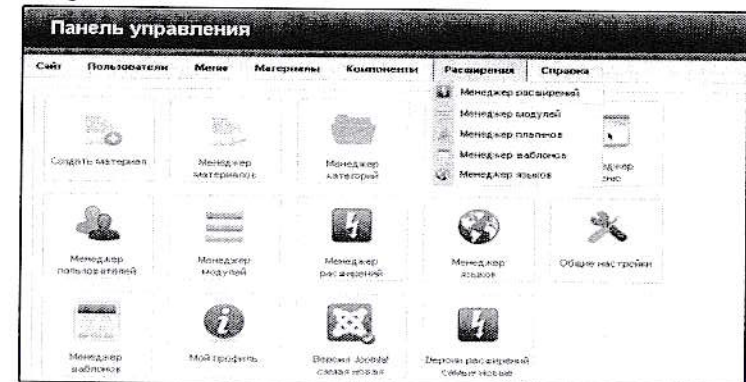 Панель управления
Сайт Пользователи Меню Материалы Компоненты Расширения Справка
Менеджер расширений
Менеджер модулей
Менеджер плагинов
Менеджер шаблонов
Менеджер языков
Создать материал
Менеджер
материалов
Менеджер
категорий
Менеджер
пользователей
Менеджер
модулей
Менеджер
расширений
Менеджер
языков
Общие настройки
Менеджер
шаблонов
Мой профиль
Версия Joomla!
самая новая
Версии расширений
самые новые